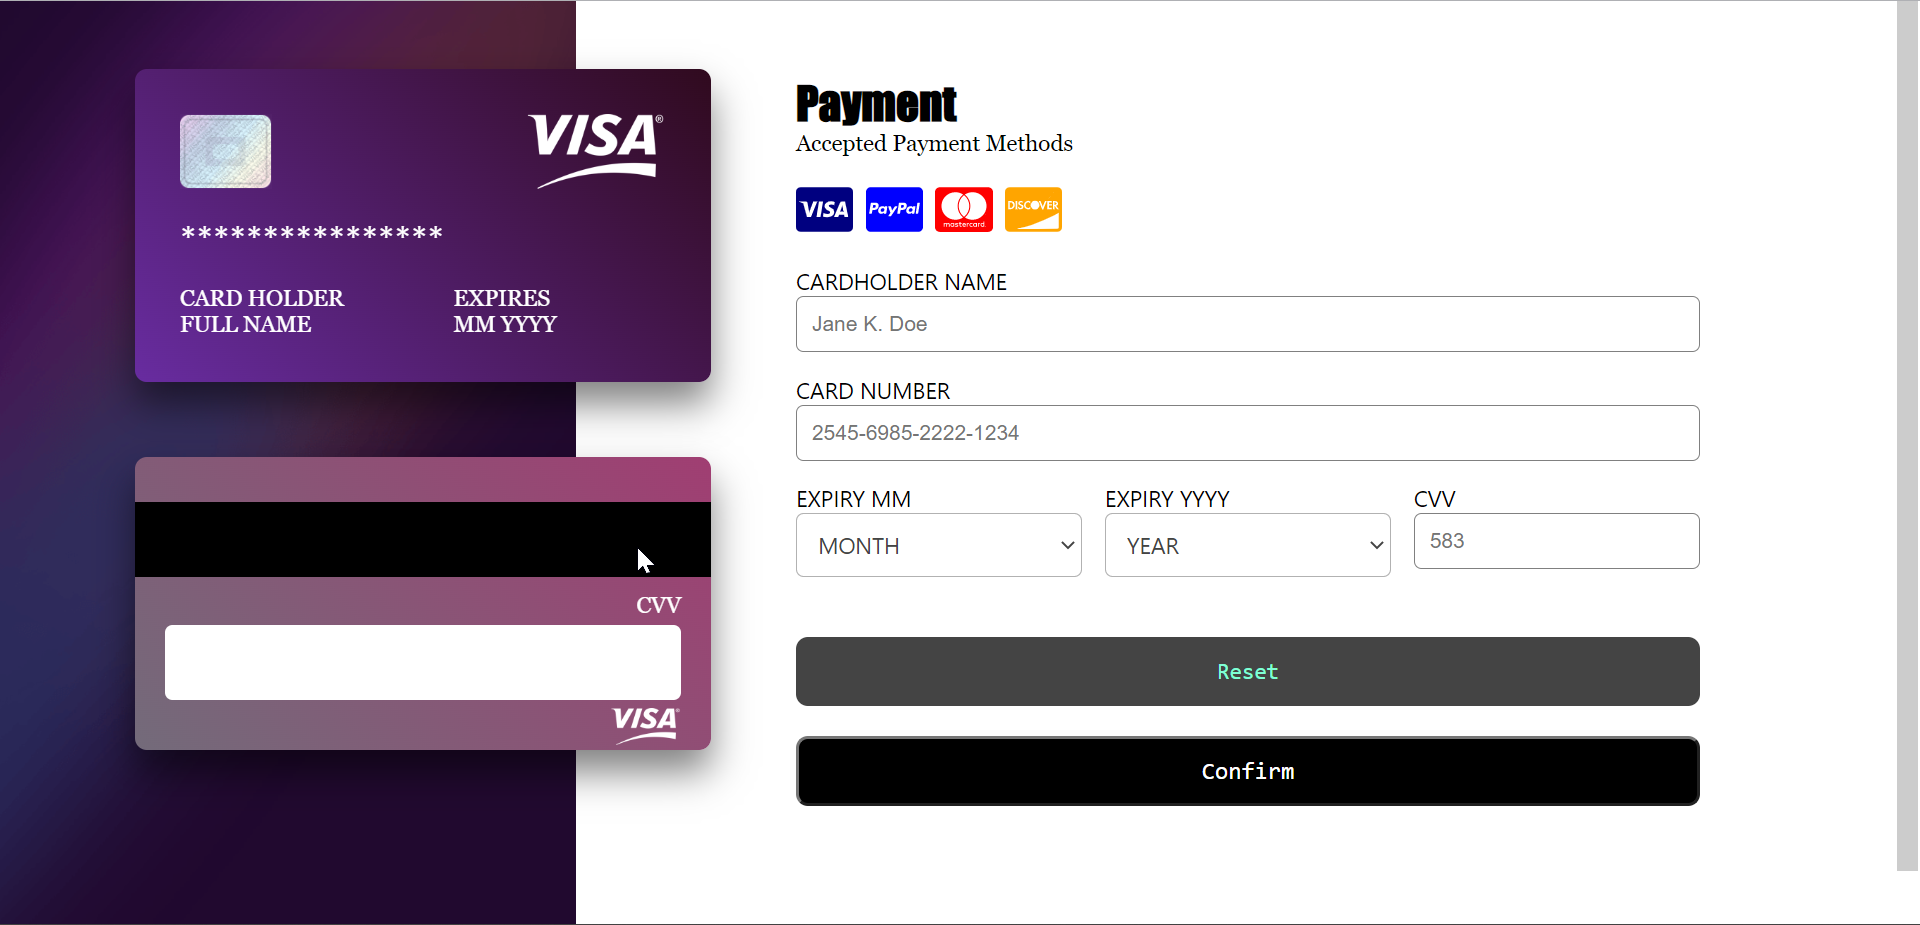 VISA®
****************
CARD HOLDER
FULL NAME
EXPIRES
MM YYYY
CVV
VISA
Payment
Accepted Payment Methods
VISA
PayPal
mastercard
DISCOVER
CARDHOLDER NAME
Jane K. Doe
CARD NUMBER
2545-6985-2222-1234
EXPIRY MM
MONTH
EXPIRY YYYY
YEAR
CVV
583
Reset
Confirm